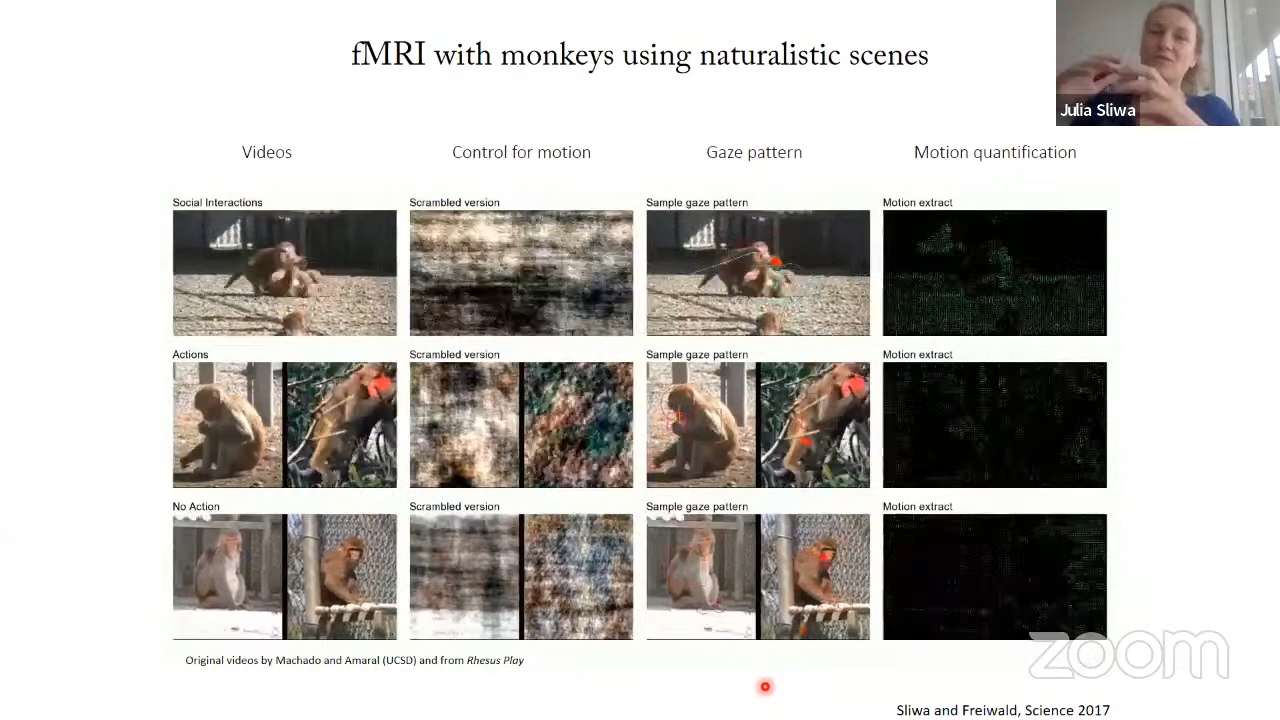 fMRI with monkeys using naturalistic scenes
Julia Sliwa
Videos
Control for motion
Gaze pattern
Motion quantification
Social Interactions
Scrambled version
Sample gaze pattern
Motion extract
Actions
Scrambled version
Sample gaze pattern
Motion extract
No Action
Scrambled version
Sample gaze pattern
Motion extract
zoom
Original videos by Machado and Amaral (UCSD) and from Rhesus Play
Sliwa and Freiwald, Science 2017